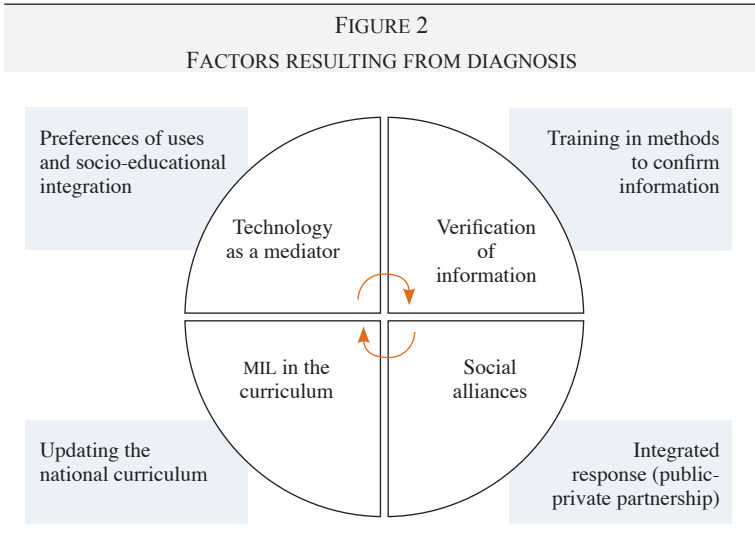 FIGURE 2
FACTORS RESULTING FROM DIAGNOSIS
Preferences of uses
and socio-educational
integration
Training in methods
to confirm
information
Technology
as a mediator
Verification
of
information
MIL in the
curriculum
Social
alliances
Updating the
national curriculum
Integrated
response (public-
private partnership)